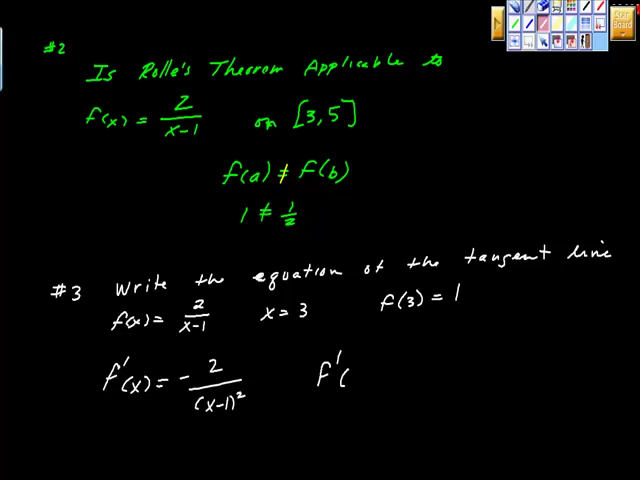 #2
Is Rolle's Theorem Applicable to
f(x) = 2/(x-1) on [3,5]
f(a) ≠ f(b)
1 ≠ 1/2
#3 Write the equation of the tangent line
f(x) = 2/(x-1) x = 3 f(3) = 1
f'(x) = - 2/(x-1)² f'(
Start Board